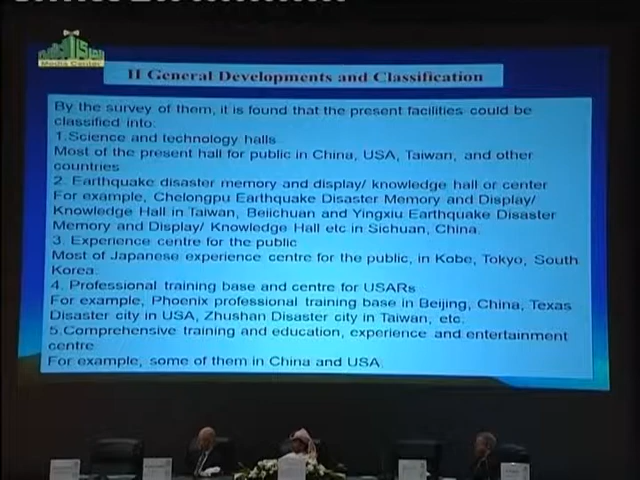 Media Center
II General Developments and Classification
By the survey of them, it is found that the present facilities could be
classified into:
1.Science and technology halls
Most of the present hall for public in China, USA, Taiwan, and other
countries
2. Earthquake disaster memory and display/ knowledge hall or center
For example, Chelongpu Earthquake Disaster Memory and Display/
Knowledge Hall in Taiwan, Beiichuan and Yingxiu Earthquake Disaster
Memory and Display/ Knowledge Hall etc in Sichuan, China.
3. Experience centre for the public
Most of Japanese experience centre for the public, in Kobe, Tokyo, South
Korea.
4. Professional training base and centre for USARs
For example, Phoenix professional training base in Beijing, China, Texas
Disaster city in USA, Zhushan Disaster city in Taiwan, etc.
5.Comprehensive training and education, experience and entertainment
centre
For example, some of them in China and USA.